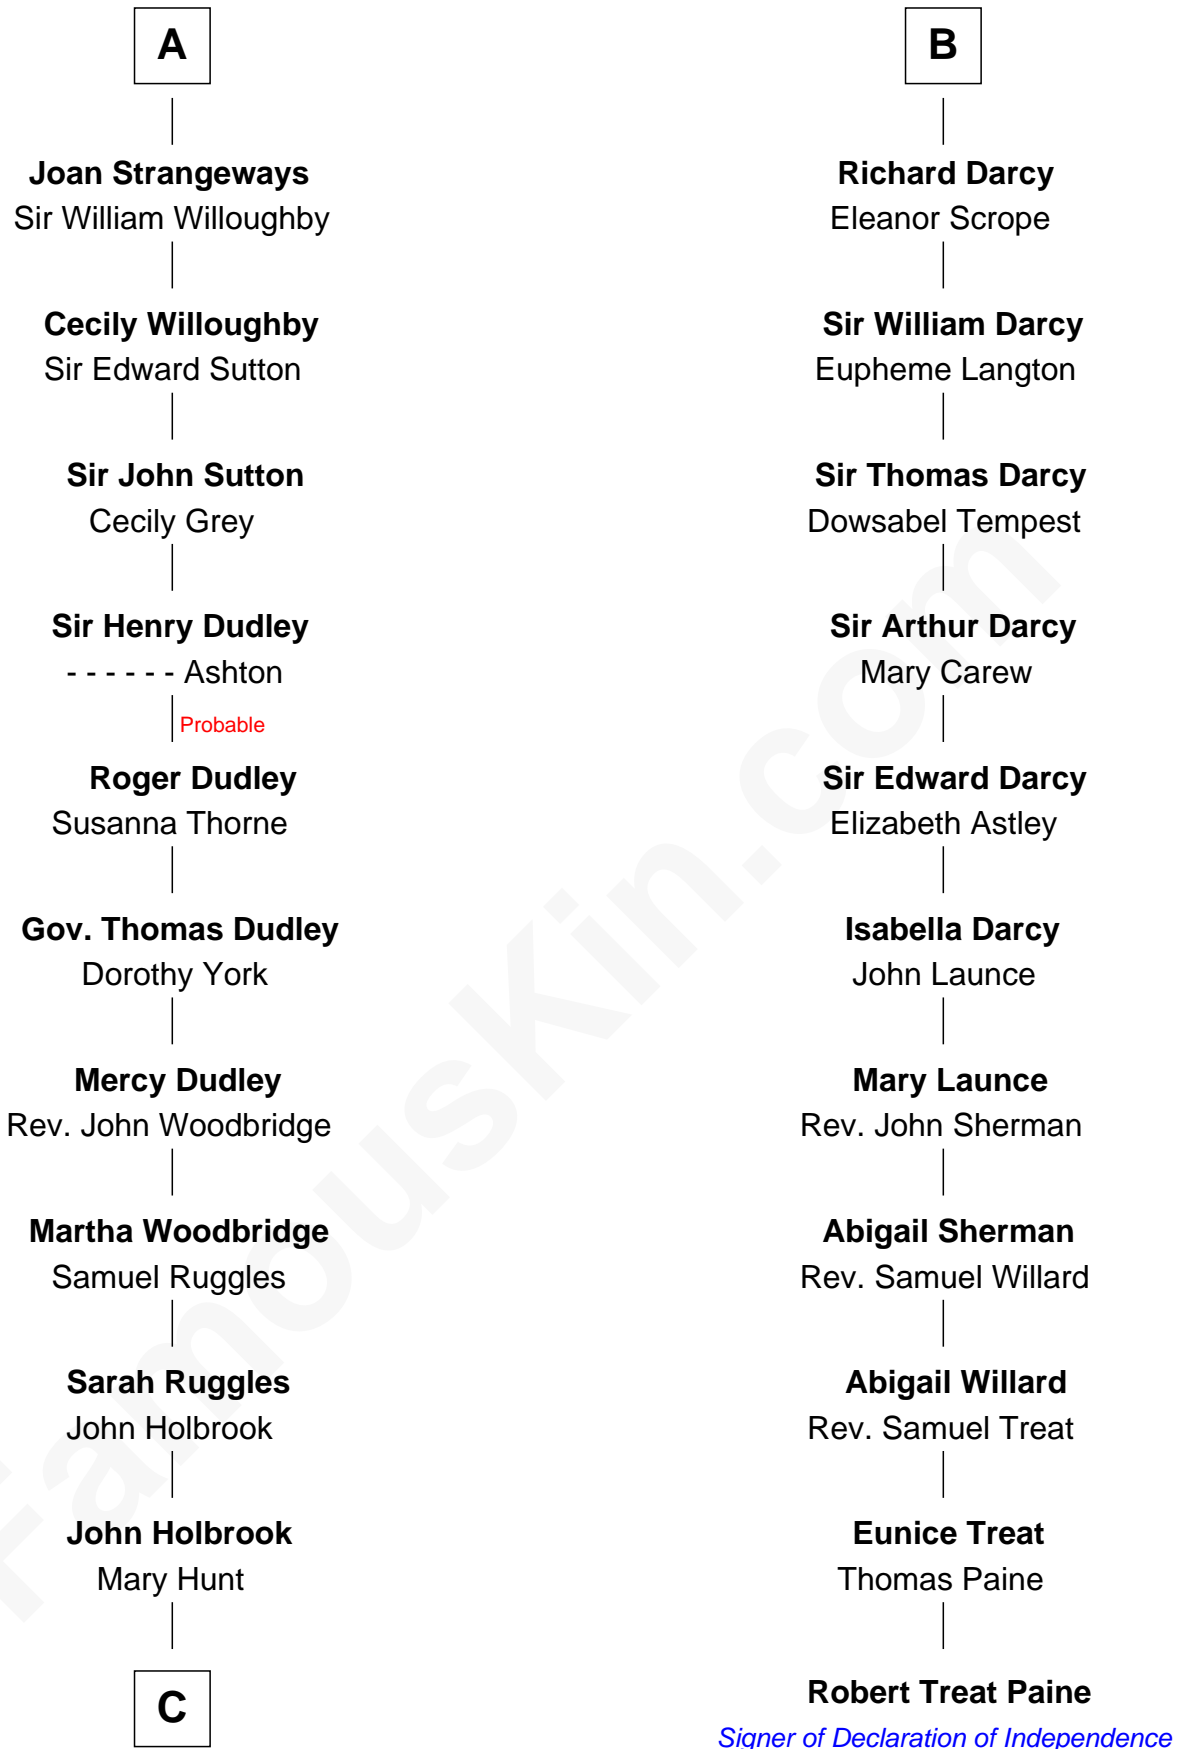 A
Joan Strangeways
Sir William Willoughby
Cecily Willoughby
Sir Edward Sutton
Sir John Sutton
Cecily Grey
Sir Henry Dudley
- - - - - - Ashton
Probable
Roger Dudley
Susanna Thorne
Gov. Thomas Dudley
Dorothy York
Mercy Dudley
Rev. John Woodbridge
Martha Woodbridge
Samuel Ruggles
Sarah Ruggles
John Holbrook
John Holbrook
Mary Hunt
C
B
Richard Darcy
Eleanor Scrope
Sir William Darcy
Eupheme Langton
Sir Thomas Darcy
Dowsabel Tempest
Sir Arthur Darcy
Mary Carew
Sir Edward Darcy
Elizabeth Astley
Isabella Darcy
John Launce
Mary Launce
Rev. John Sherman
Abigail Sherman
Rev. Samuel Willard
Abigail Willard
Rev. Samuel Treat
Eunice Treat
Thomas Paine
Robert Treat Paine
Signer of Declaration of Independence
FamousKin.com